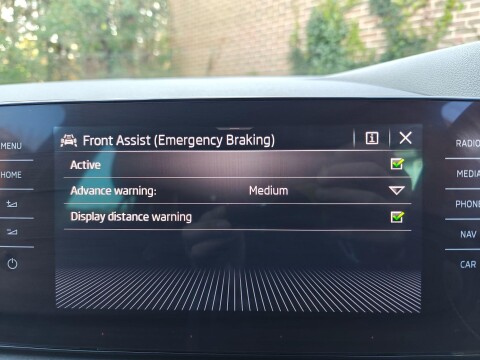 Front Assist (Emergency Braking)
i
Active
Advance warning: Medium
Display distance warning
MENU
HOME
RADIO
MEDIA
PHONE
NAV
CAR